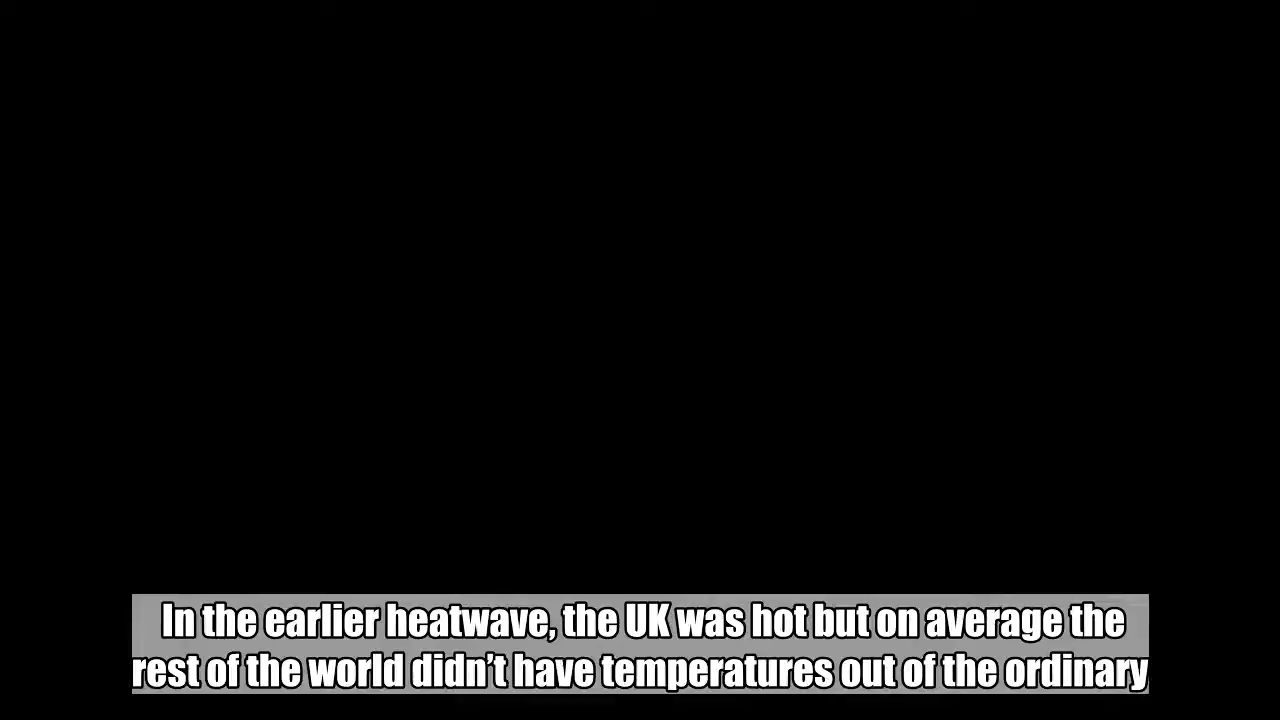 In the earlier heatwave, the UK was hot but on average the
rest of the world didn’t have temperatures out of the ordinary